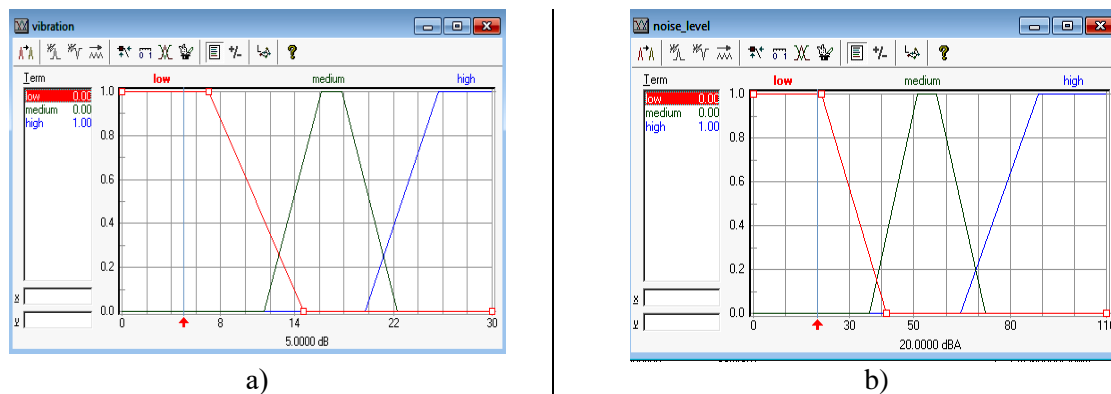 vibration
Term
low 0.00
medium 0.00
high 1.00
low medium high
1.0
0.8
0.6
0.4
0.2
0.0
x
y
0 8 14 22 30
5.0000 dB
a)
noise_level
Term
low 0.00
medium 0.00
high 1.00
low medium high
1.0
0.8
0.6
0.4
0.2
0.0
x
y
0 30 50 80
20.0000 dBA
b)